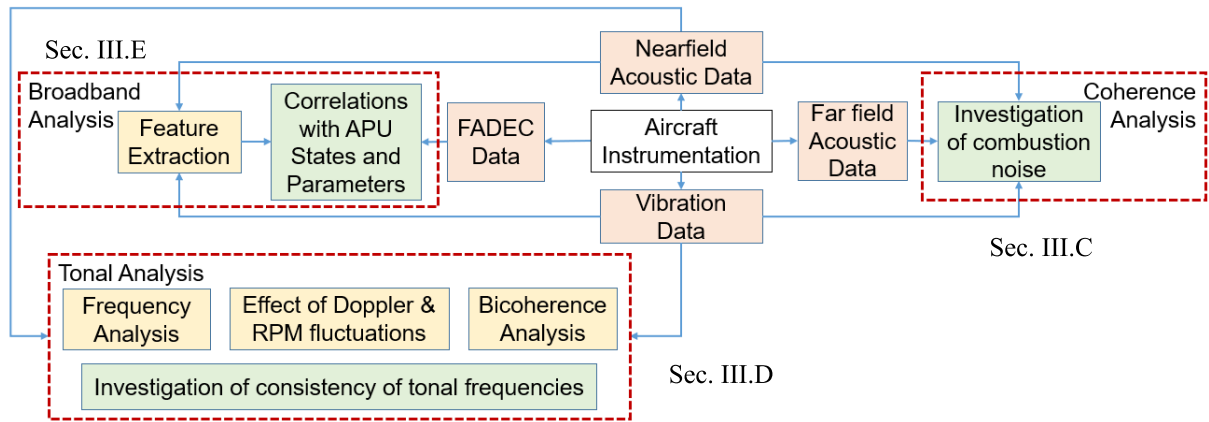 Sec. III.E
Nearfield
Acoustic Data
Broadband
Analysis
Feature
Extraction
Correlations
with APU
States and
Parameters
FADEC
Data
Aircraft
Instrumentation
Far field
Acoustic
Data
Coherence
Analysis
Investigation
of combustion
noise
Vibration
Data
Sec. III.C
Tonal Analysis
Frequency
Analysis
Effect of Doppler &
RPM fluctuations
Bicoherence
Analysis
Investigation of consistency of tonal frequencies
Sec. III.D